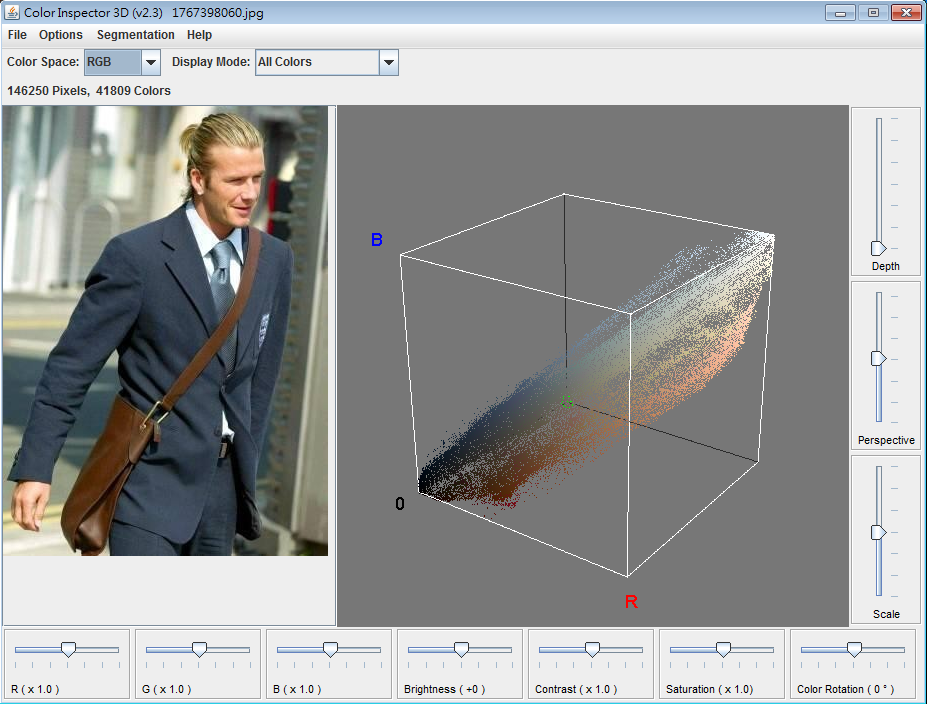 Color Inspector 3D (v2.3)   1767398060.jpg
File Options Segmentation Help
Color Space: RGB Display Mode: All Colors
146250 Pixels,  41809 Colors
B
0
R
Depth
Perspective
Scale
R ( x 1.0 )
G ( x 1.0 )
B ( x 1.0 )
Brightness ( +0 )
Contrast ( x 1.0 )
Saturation ( x 1.0)
Color Rotation ( 0 ° )